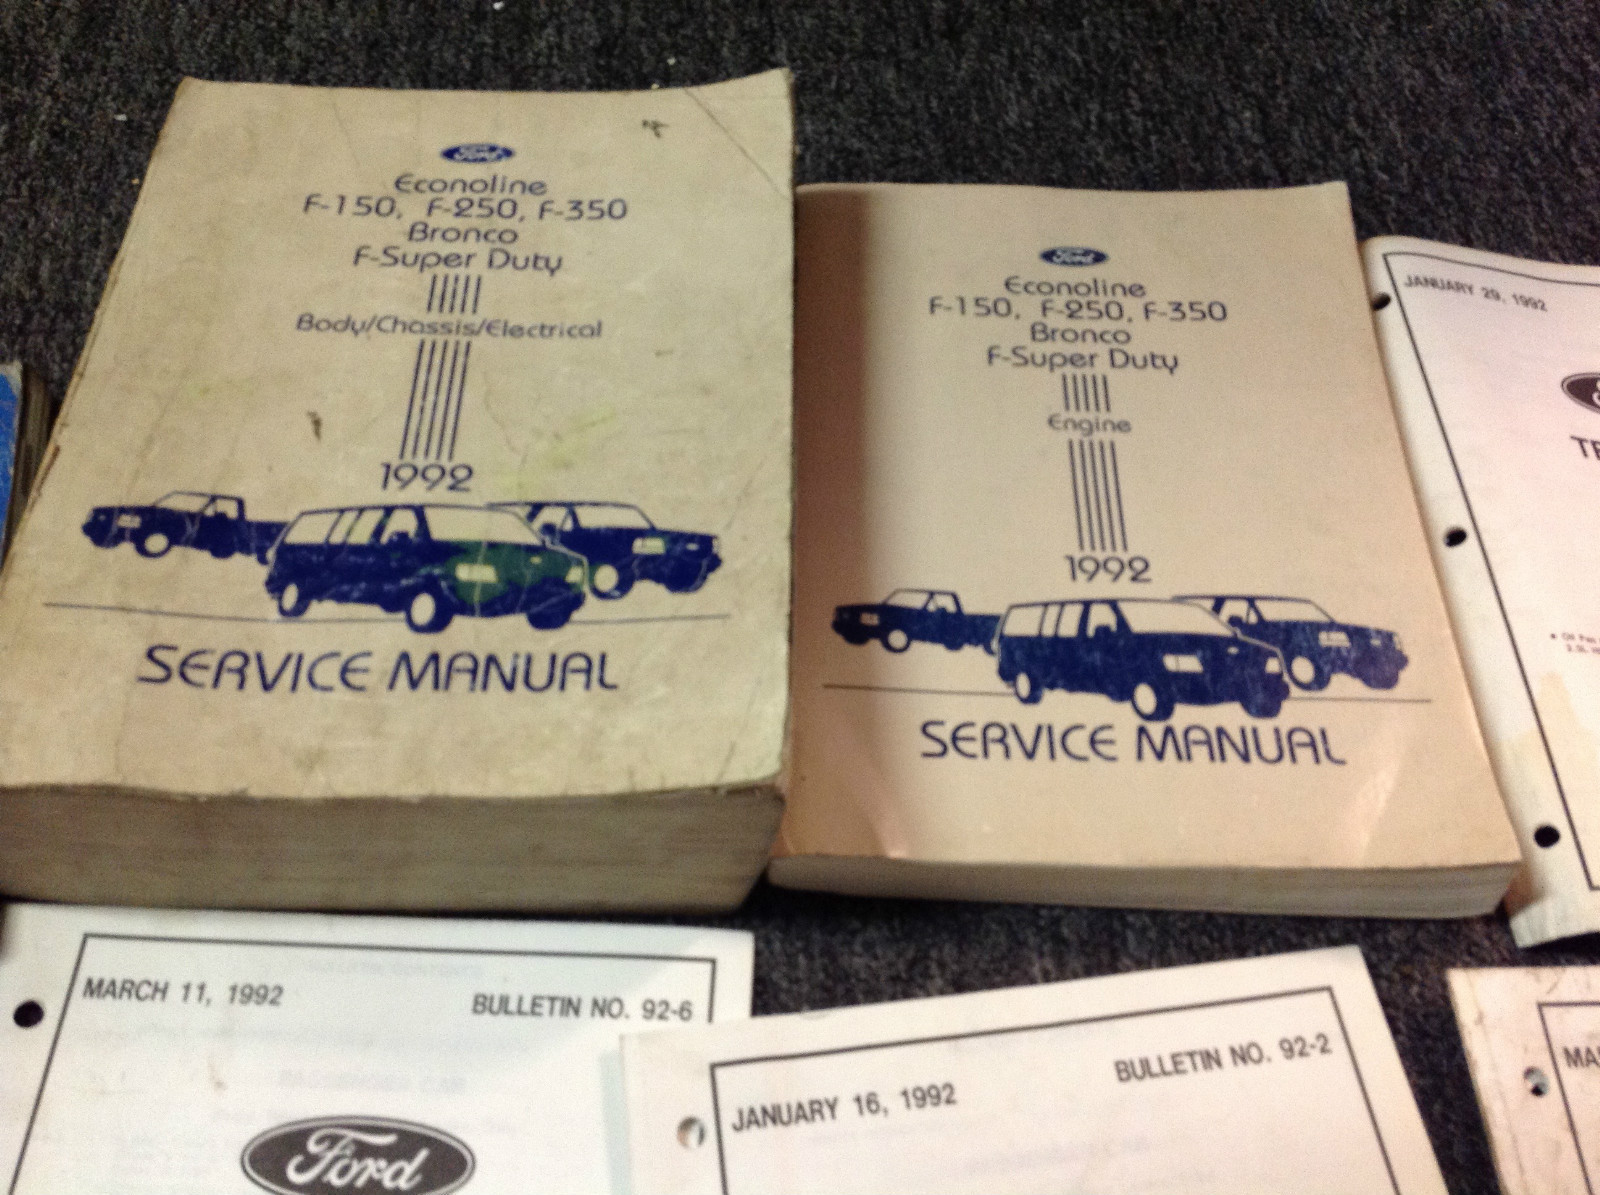 Ford
Econoline
F-150, F-250, F-350
Bronco
F-Super Duty
Body/Chassis/Electrical
1992
SERVICE MANUAL
Ford
Econoline
F-150, F-250, F-350
Bronco
F-Super Duty
Engine
1992
SERVICE MANUAL
JANUARY 29, 1992
MARCH 11, 1992
BULLETIN NO. 92-6
Ford
JANUARY 16, 1992
BULLETIN NO. 92-2